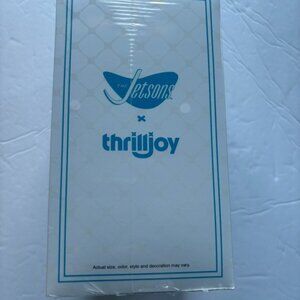 THE
Jetsons
×
thrilljoy
Actual size, color, style and decoration may vary.